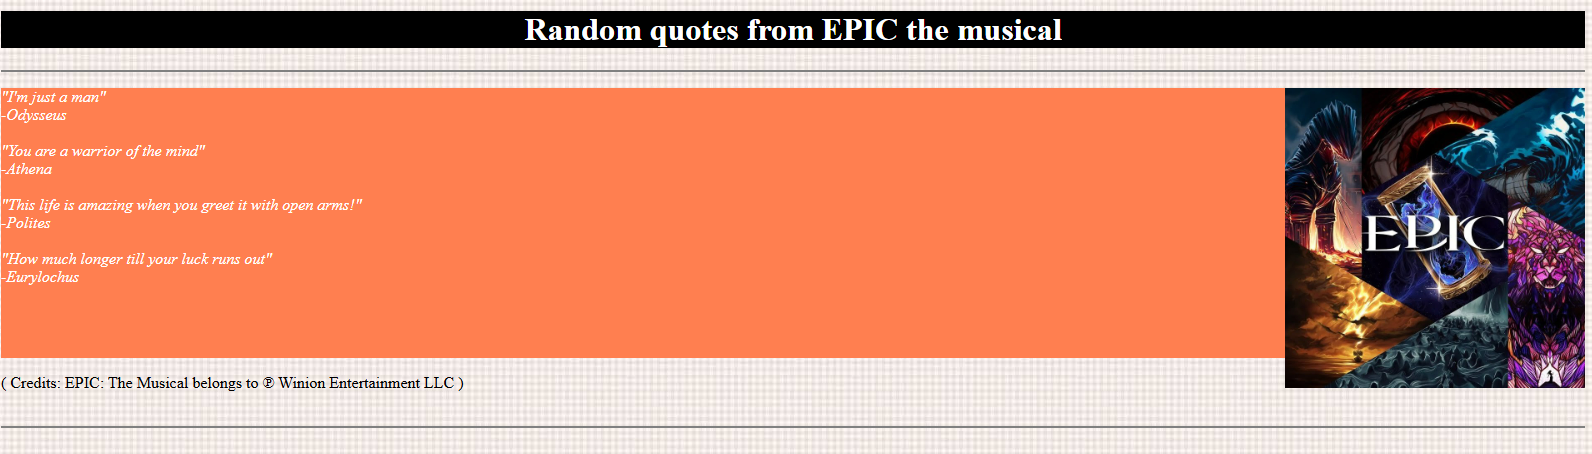 Random quotes from EPIC the musical
"I'm just a man"
-Odysseus
"You are a warrior of the mind"
-Athena
"This life is amazing when you greet it with open arms!"
-Polites
"How much longer till your luck runs out"
-Eurylochus
EPIC
( Credits: EPIC: The Musical belongs to ℗ Winion Entertainment LLC )